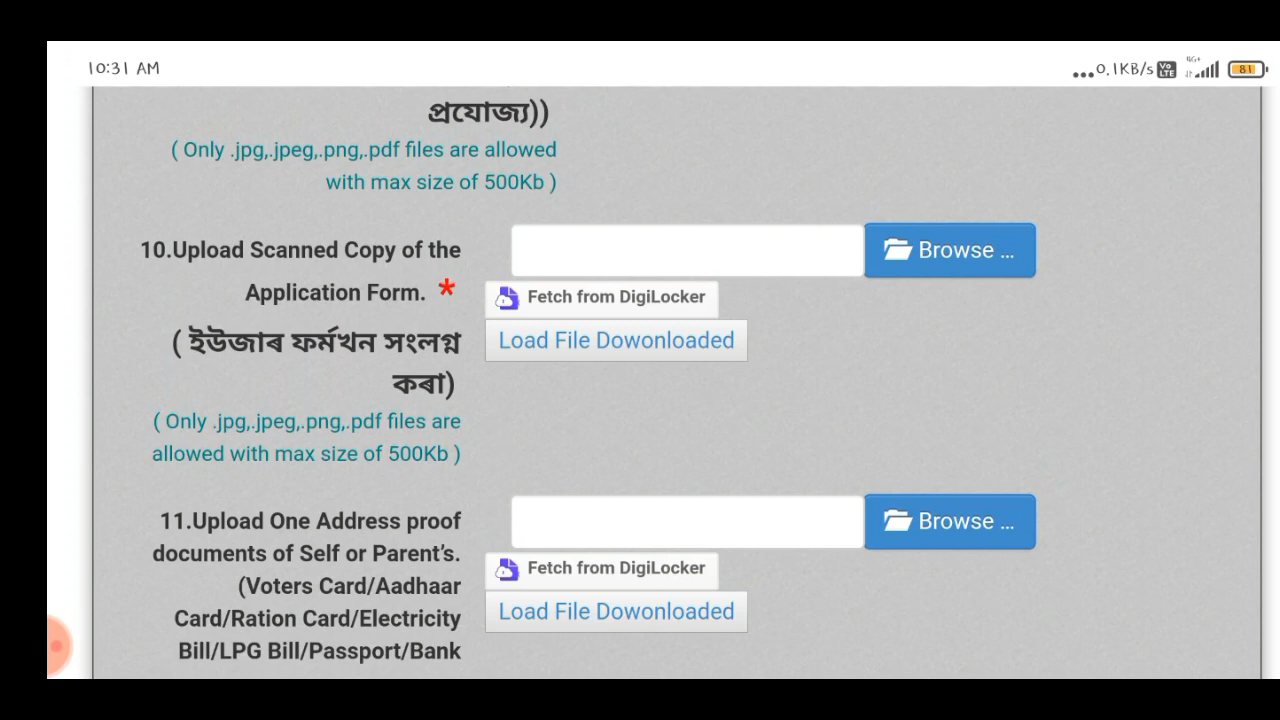 10:31 AM
...0.1KB/s Vo LTE 4G+ 81
প্ৰযোজ্য))
( Only .jpg,.jpeg,.png,.pdf files are allowed
with max size of 500Kb )
10.Upload Scanned Copy of the
Application Form. *
Browse ...
Fetch from DigiLocker
Load File Dowonloaded
( ইউজাৰ ফৰ্মখন সংলগ্ন
কৰা)
( Only .jpg,.jpeg,.png,.pdf files are
allowed with max size of 500Kb )
11.Upload One Address proof
documents of Self or Parent's.
(Voters Card/Aadhaar
Card/Ration Card/Electricity
Bill/LPG Bill/Passport/Bank
Browse ...
Fetch from DigiLocker
Load File Dowonloaded